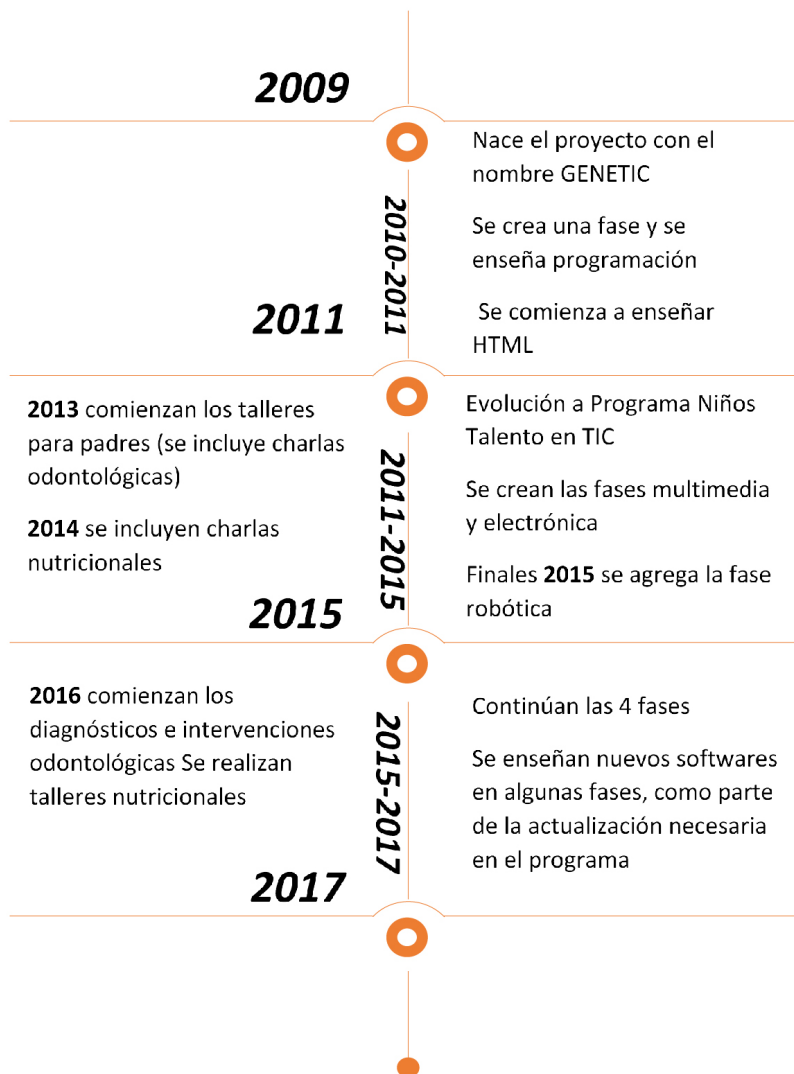 2009
Nace el proyecto con el
nombre GENETIC
Se crea una fase y se
enseña programación
Se comienza a enseñar
HTML
2010-2011
2011
2013 comienzan los talleres
para padres (se incluye charlas
odontológicas)
2014 se incluyen charlas
nutricionales
2011-2015
Evolución a Programa Niños
Talento en TIC
Se crean las fases multimedia
y electrónica
Finales 2015 se agrega la fase
robótica
2015
2016 comienzan los
diagnósticos e intervenciones
odontológicas Se realizan
talleres nutricionales
2015-2017
Continúan las 4 fases
Se enseñan nuevos softwares
en algunas fases, como parte
de la actualización necesaria
en el programa
2017